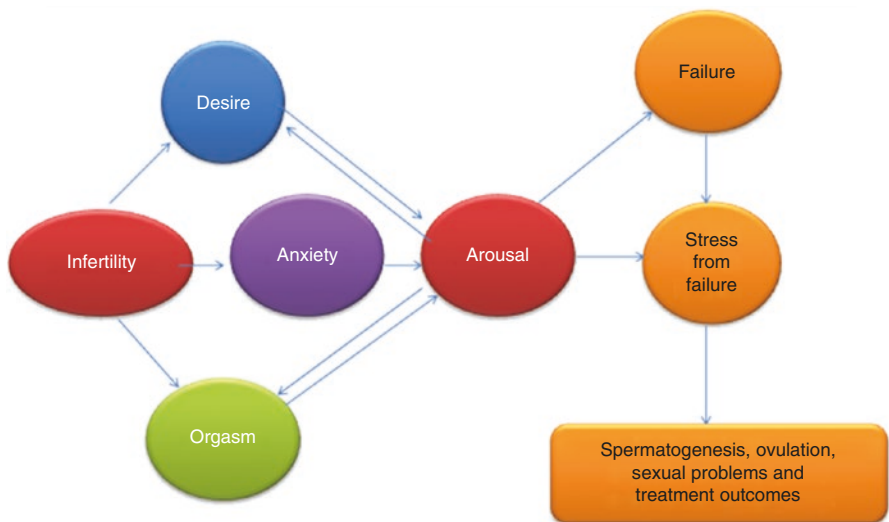 Failure
Desire
Infertility
Anxiety
Arousal
Stress
from
failure
Orgasm
Spermatogenesis, ovulation,
sexual problems and
treatment outcomes